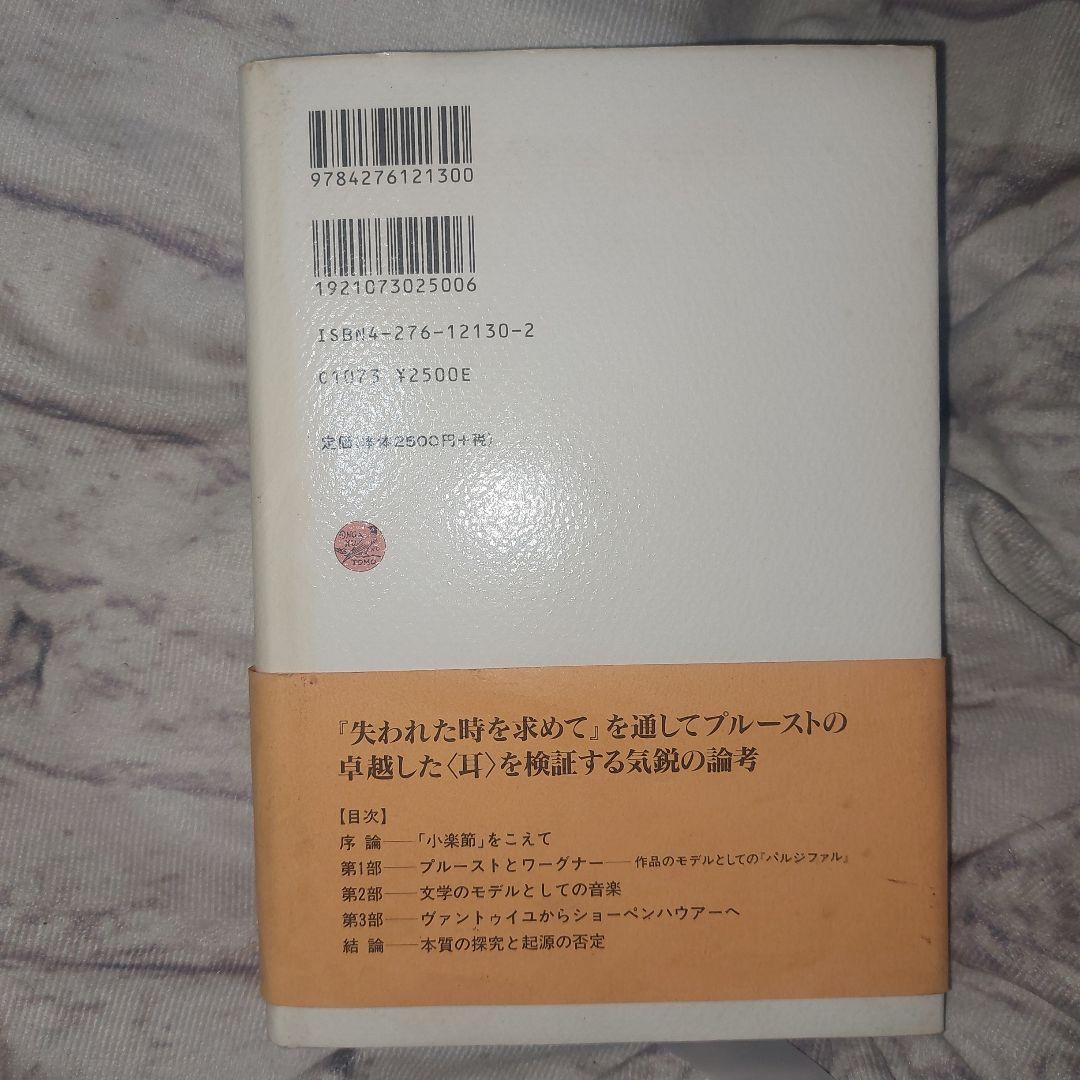 9784276121300
1921073025006
ISBN4-276-12130-2
C1073 ¥2500E
定価(本体2500円+税)
TOMO
『失われた時を求めて』を通してプルーストの
卓越した〈耳〉を検証する気鋭の論考
【目次】
序 論──「小楽節」をこえて
第1部──プルーストとワーグナー──作品のモデルとしての『パルジファル』
第2部──文学のモデルとしての音楽
第3部──ヴァントゥイユからショーペンハウアーへ
結 論──本質の探究と起源の否定